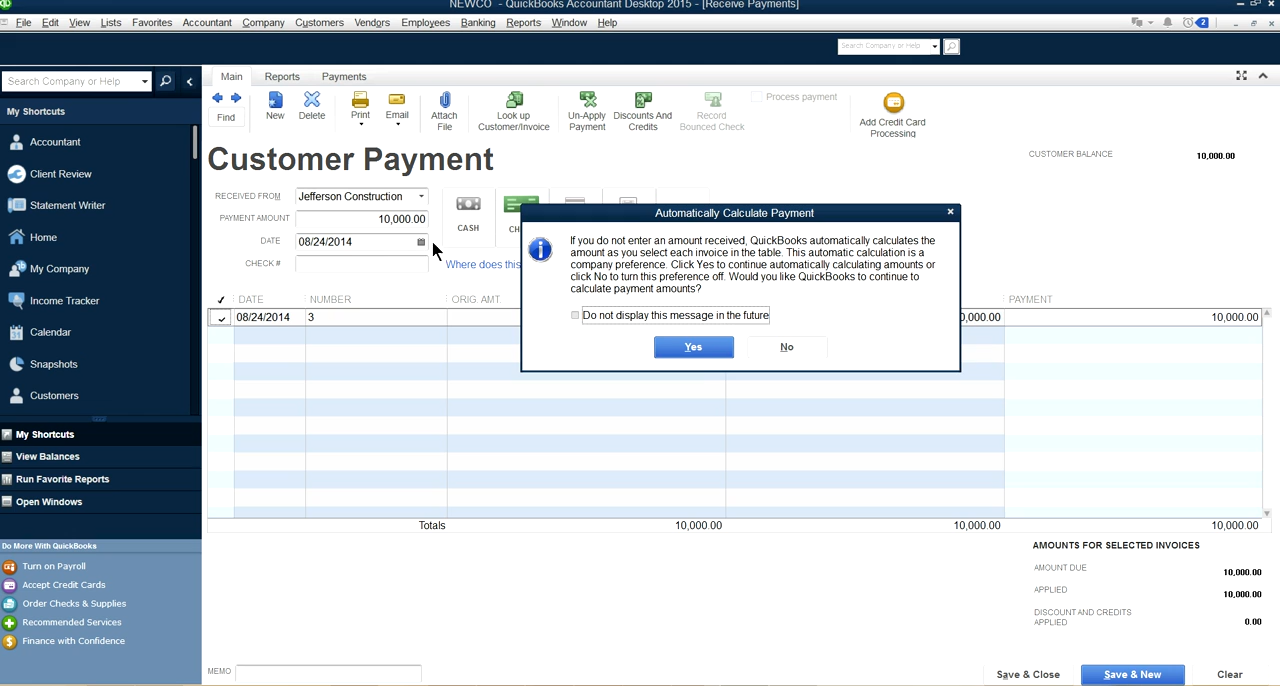 NEWCO - QuickBooks Accountant Desktop 2015 - [Receive Payments]
File Edit View Lists Favorites Accountant Company Customers Vendors Employees Banking Reports Window Help
2
Search Company or Help
Search Company or Help
Main Reports Payments
Find
New
Delete
Print
Email
Attach File
Look up Customer/Invoice
Un-Apply Payment
Discounts And Credits
Record Bounced Check
Process payment
Add Credit Card Processing
My Shortcuts
Accountant
Client Review
Statement Writer
Home
My Company
Income Tracker
Calendar
Snapshots
Customers
My Shortcuts
View Balances
Run Favorite Reports
Open Windows
Do More With QuickBooks
Turn on Payroll
Accept Credit Cards
Order Checks & Supplies
Recommended Services
Finance with Confidence
Customer Payment
CUSTOMER BALANCE 10,000.00
RECEIVED FROM Jefferson Construction
PAYMENT AMOUNT 10,000.00
DATE 08/24/2014
CHECK #
CASH
CH
Where does this
DATE NUMBER ORIG. AMT. PAYMENT
08/24/2014 3 0,000.00 10,000.00
Totals 10,000.00 10,000.00 10,000.00
Automatically Calculate Payment
If you do not enter an amount received, QuickBooks automatically calculates the
amount as you select each invoice in the table. This automatic calculation is a
company preference. Click Yes to continue automatically calculating amounts or
click No to turn this preference off. Would you like QuickBooks to continue to
calculate payment amounts?
Do not display this message in the future
Yes No
AMOUNTS FOR SELECTED INVOICES
AMOUNT DUE 10,000.00
APPLIED 10,000.00
DISCOUNT AND CREDITS
APPLIED 0.00
MEMO
Save & Close Save & New Clear